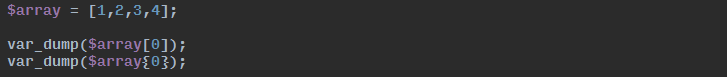 $array = [1,2,3,4];
var_dump($array[0]);
var_dump($array{0});